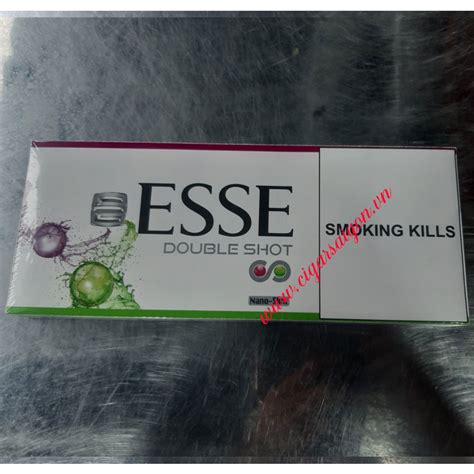 ESSE
DOUBLE SHOT
SMOKING KILLS
www.cigarsaigon.vn